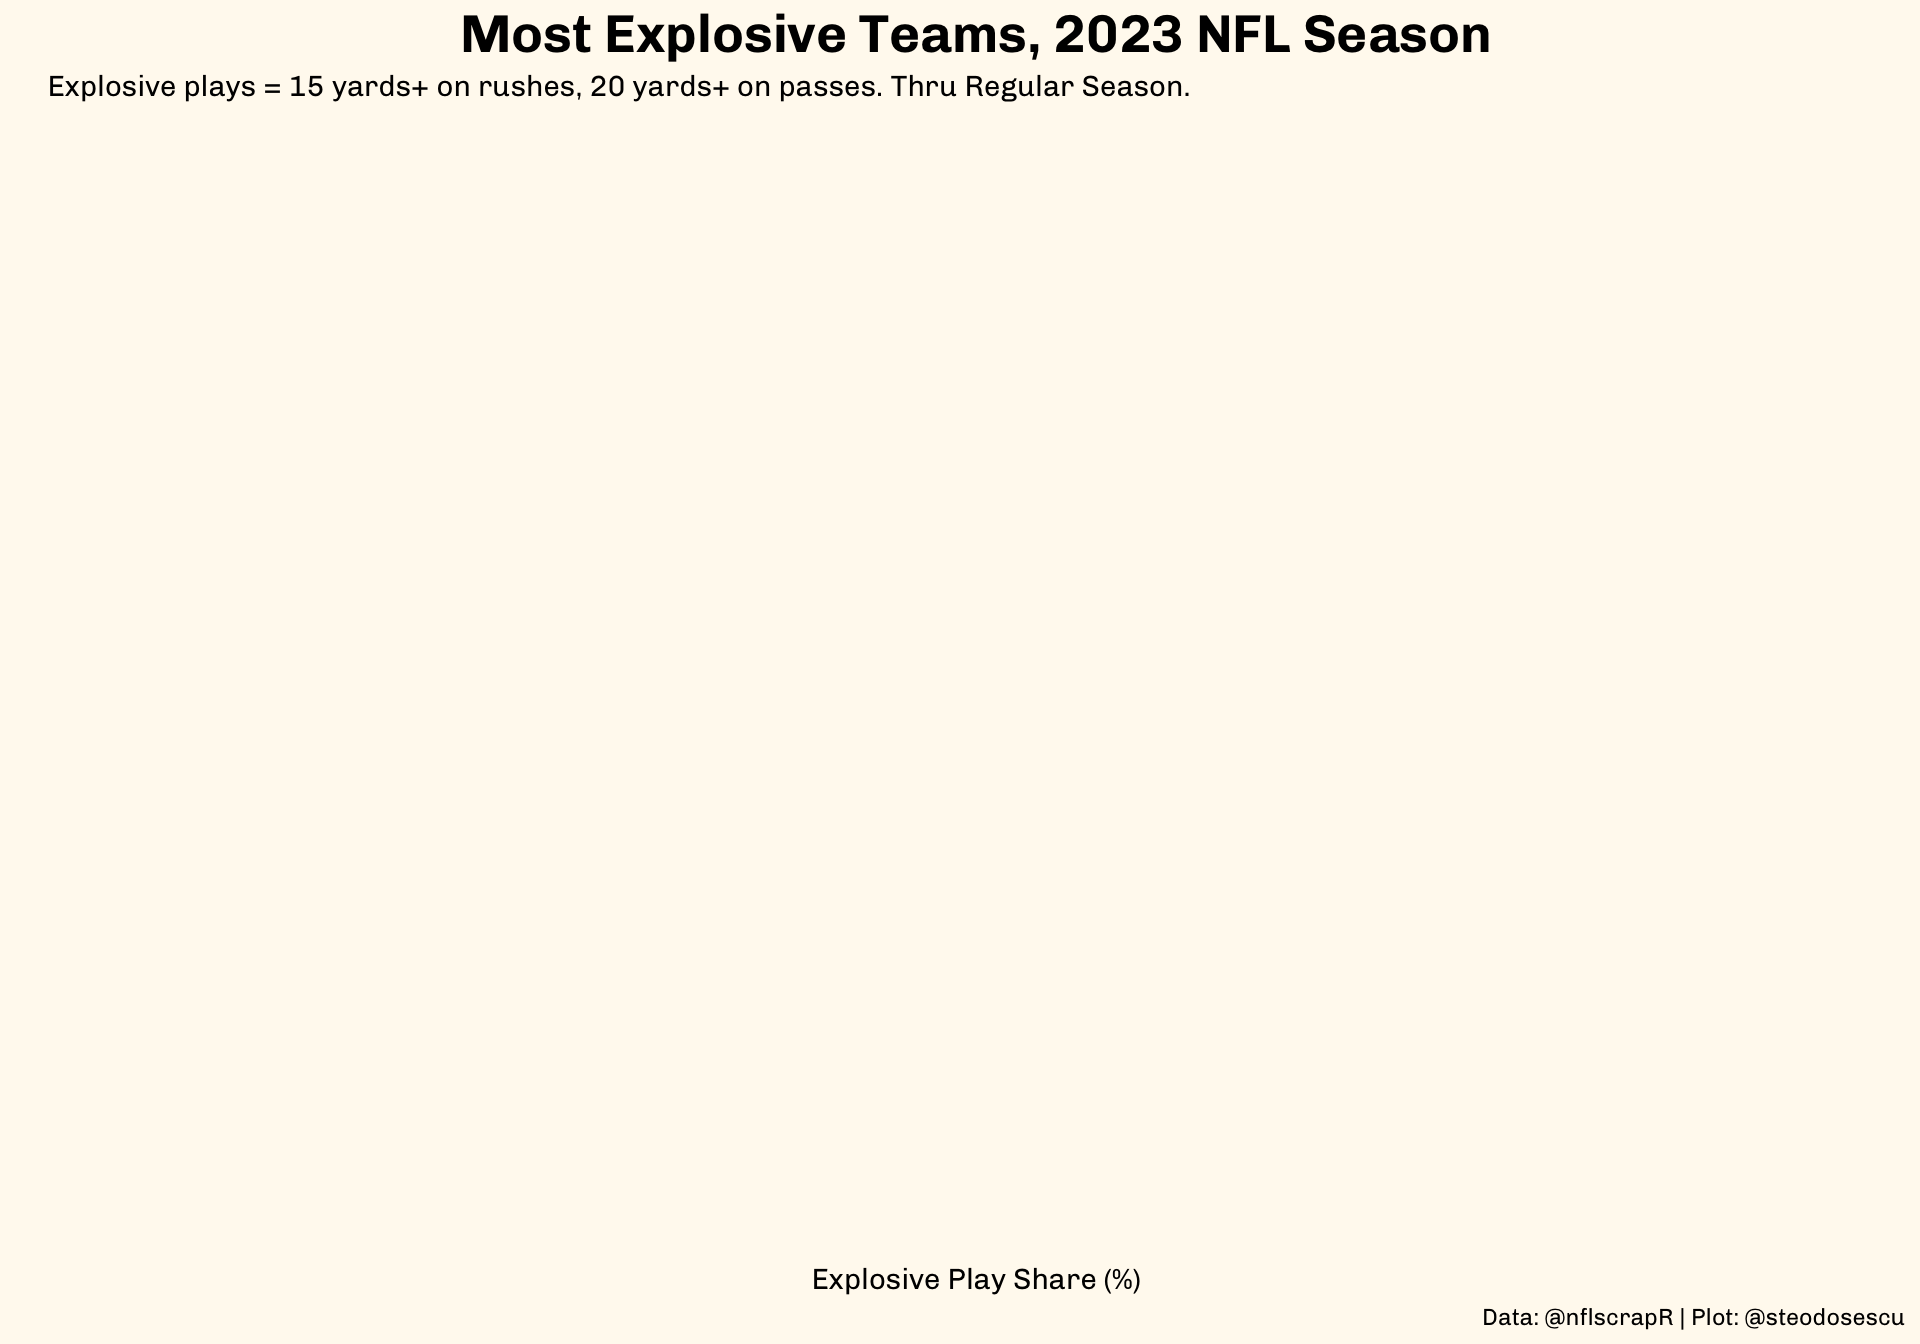 Most Explosive Teams, 2023 NFL Season
Explosive plays = 15 yards+ on rushes, 20 yards+ on passes. Thru Regular Season.
Explosive Play Share (%)
Data: @nflscrapR | Plot: @steodosescu